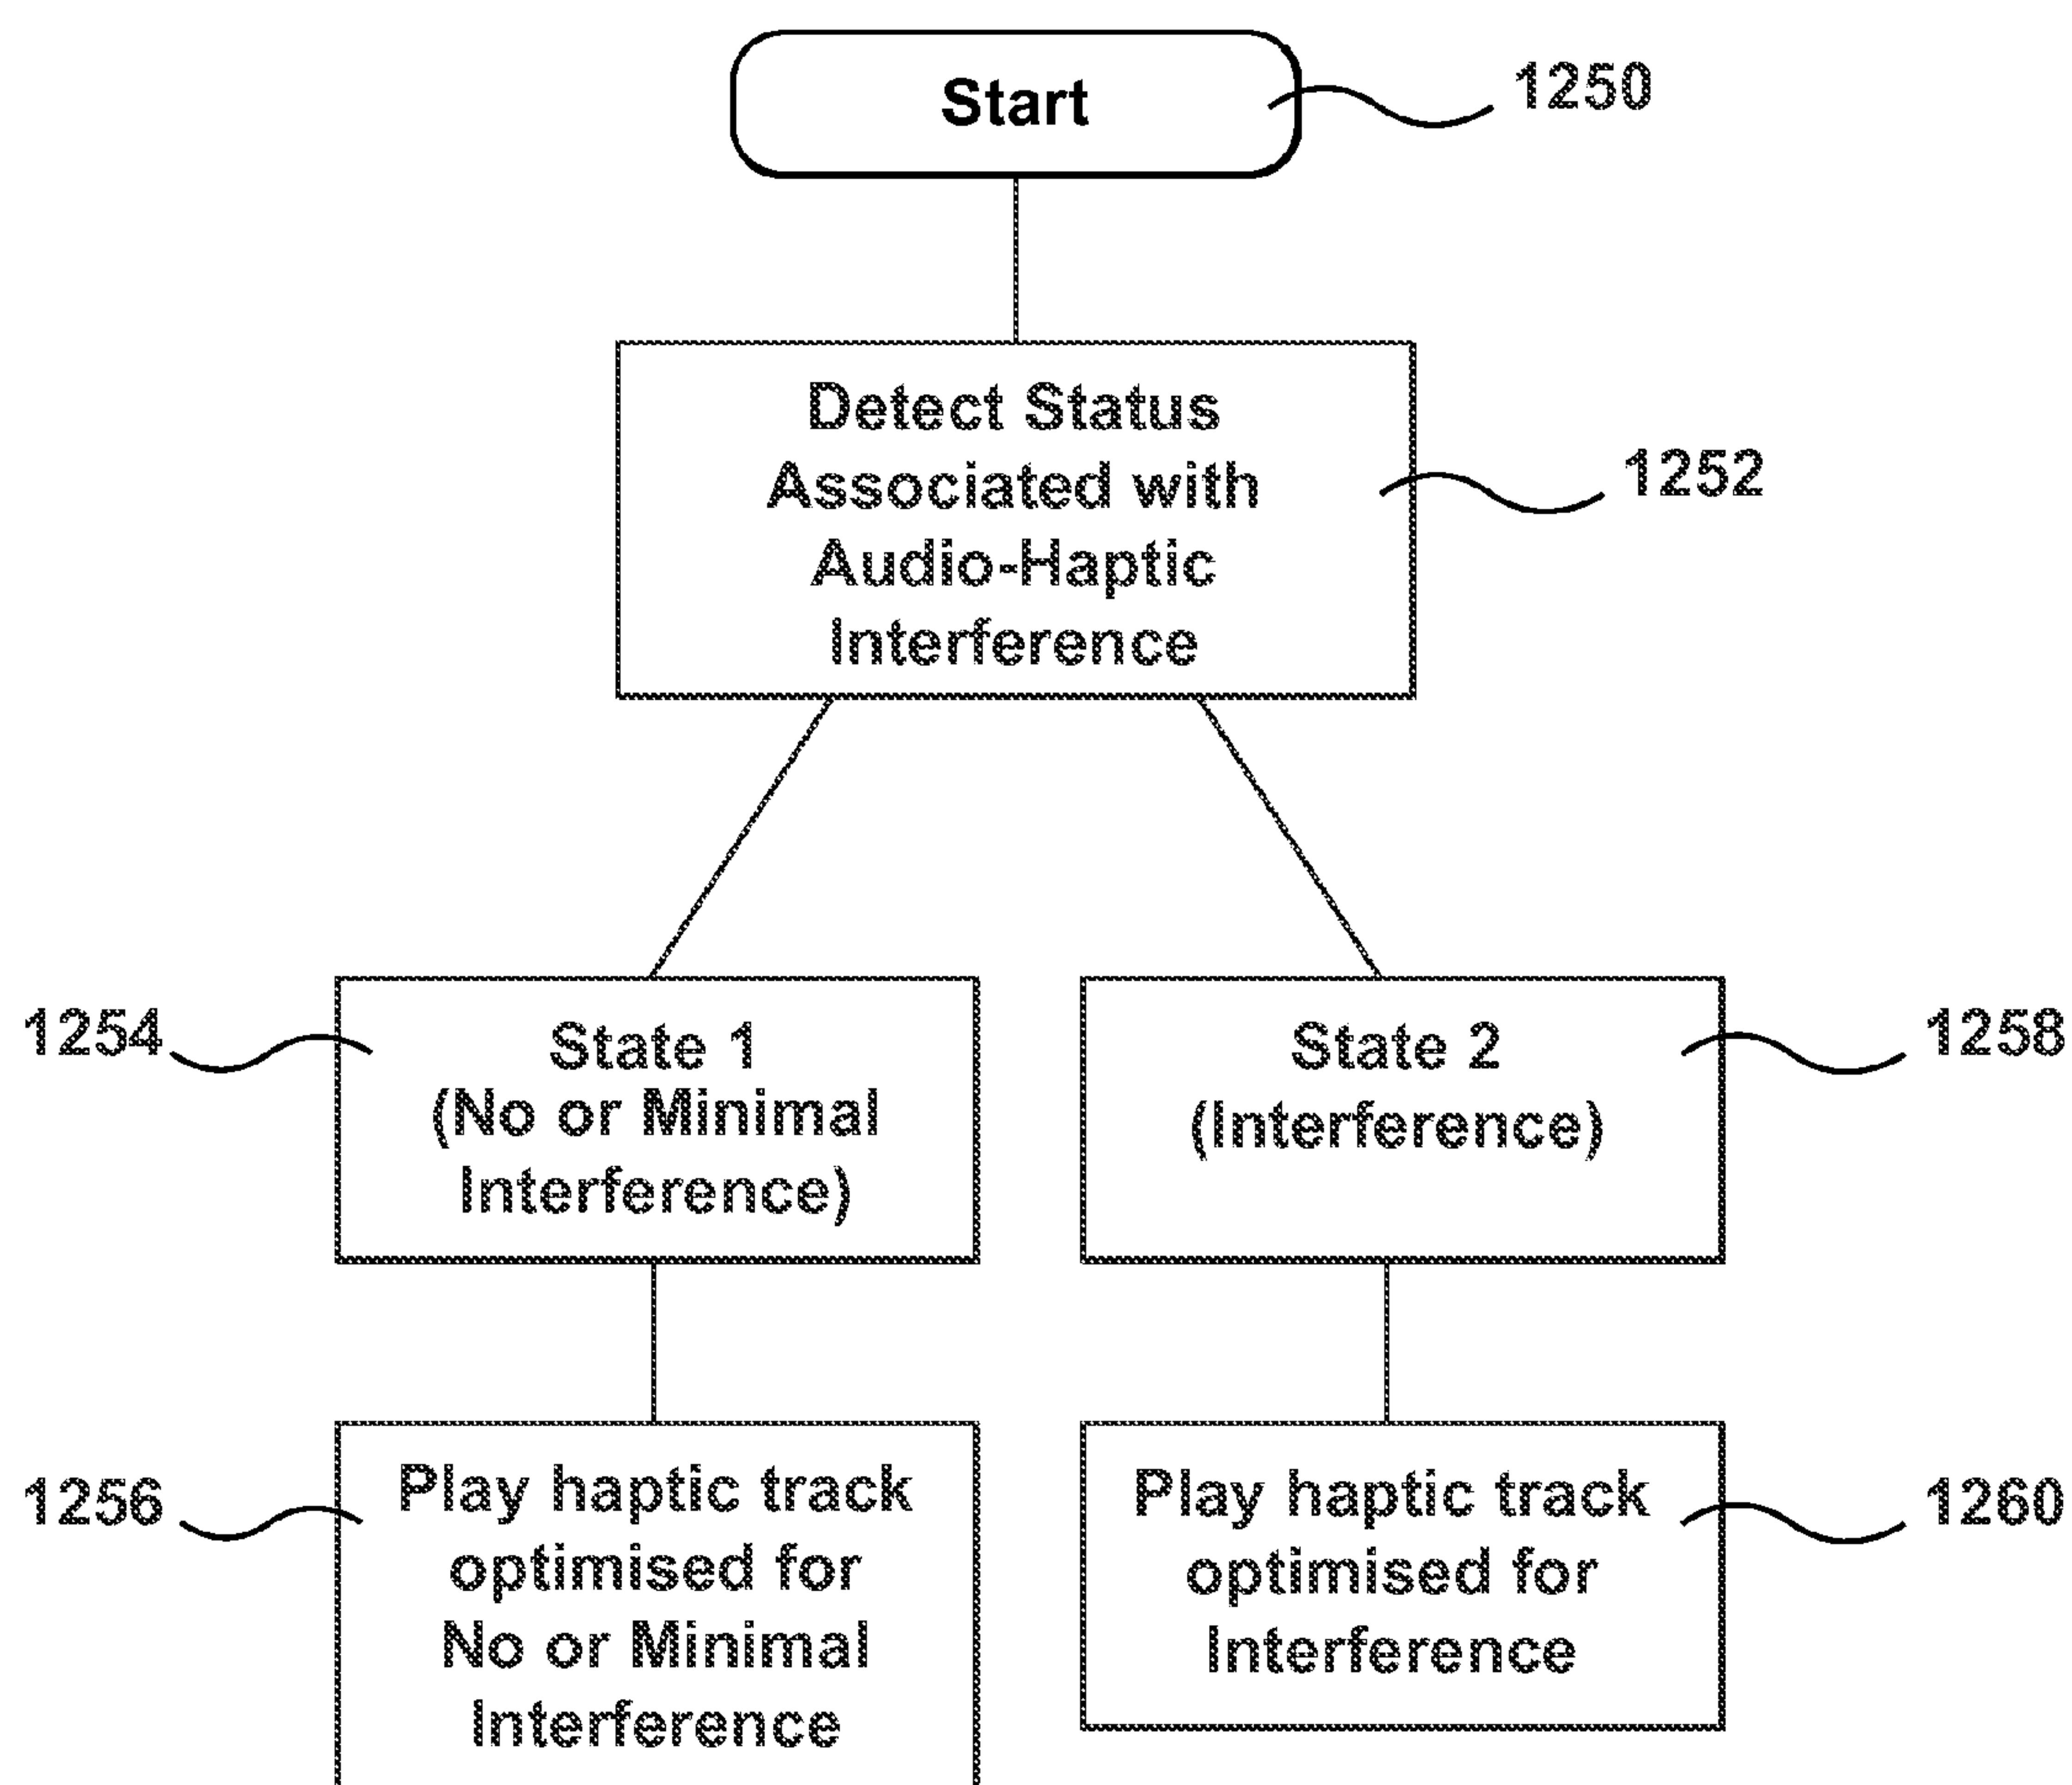 Start
1250
Detect Status
Associated with
Audio-Haptic
Interference
1252
1254
State 1
(No or Minimal
Interference)
State 2
(Interference)
1258
1256
Play haptic track
optimised for
No or Minimal
Interference
Play haptic track
optimised for
Interference
1260